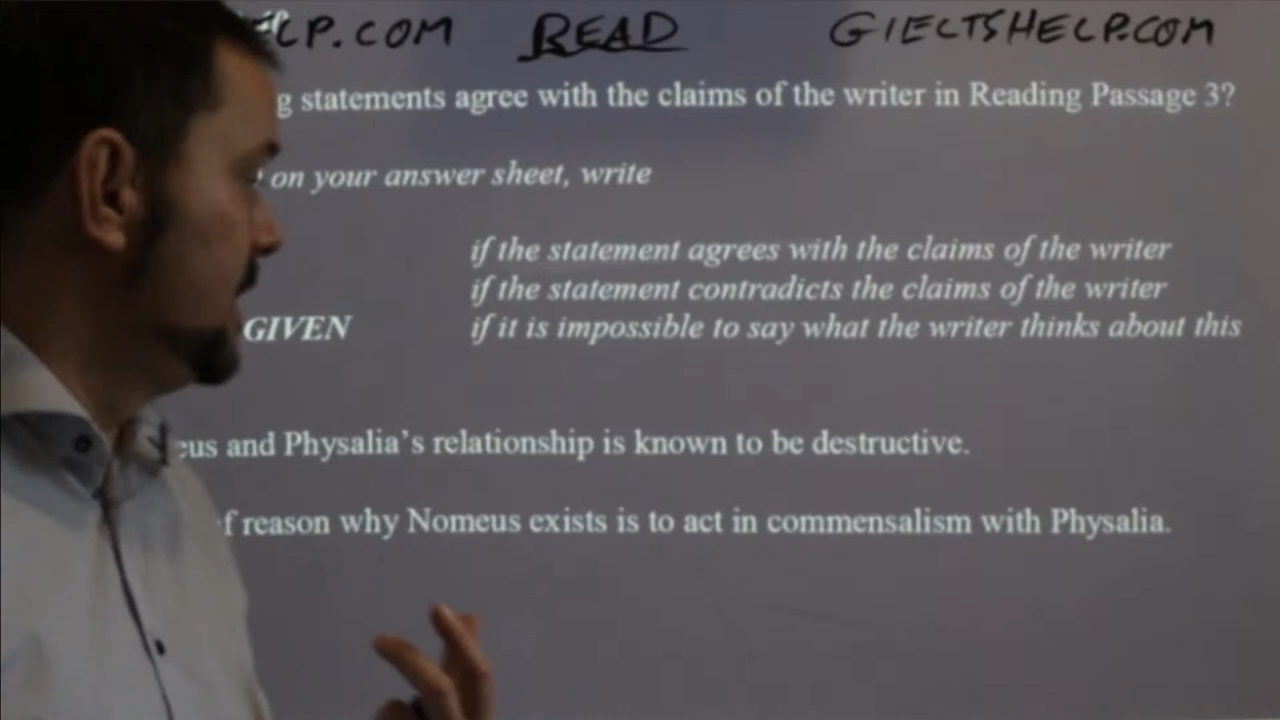 ELP.COM READ GIELTSHELP.COM
g statements agree with the claims of the writer in Reading Passage 3?
on your answer sheet, write
if the statement agrees with the claims of the writer
if the statement contradicts the claims of the writer
GIVEN if it is impossible to say what the writer thinks about this
eus and Physalia's relationship is known to be destructive.
f reason why Nomeus exists is to act in commensalism with Physalia.